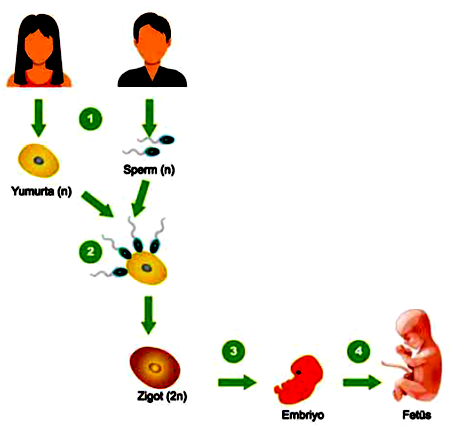 1
Sperm (n)
Yumurta (n)
2
Zigot (2n)
3
Embriyo
4
Fetüs